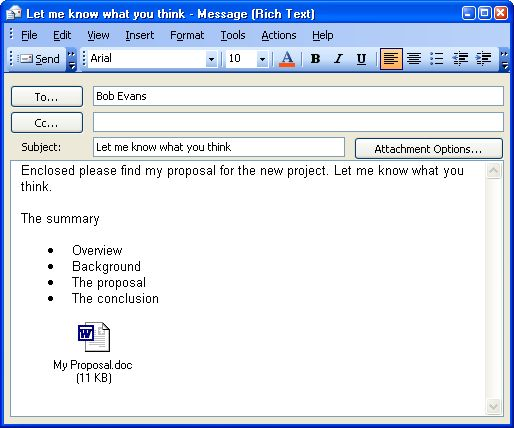 Let me know what you think - Message (Rich Text)
File Edit View Insert Format Tools Actions Help
Send Arial 10 A B I U
To... Bob Evans
Cc...
Subject: Let me know what you think Attachment Options...
Enclosed please find my proposal for the new project. Let me know what you
think.
The summary
• Overview
• Background
• The proposal
• The conclusion
W
My Proposal.doc
(11 KB)